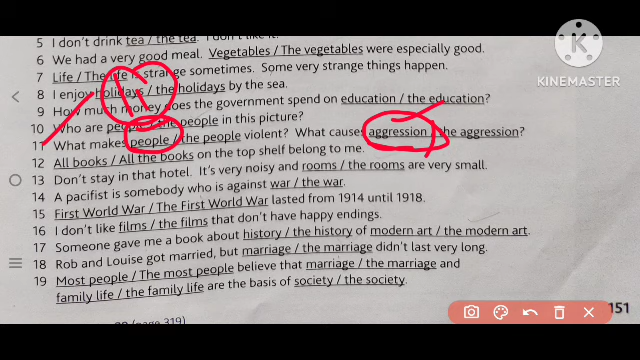 5 I don't drink tea / the tea. I don't like it.
6 We had a very good meal. Vegetables / The vegetables were especially good.
7 Life / The life is strange sometimes. Some very strange things happen.
8 I enjoy holidays / the holidays by the sea.
9 How much money does the government spend on education / the education?
10 Who are people / the people in this picture?
11 What makes people / the people violent? What causes aggression / the aggression?
12 All books / All the books on the top shelf belong to me.
13 Don't stay in that hotel. It's very noisy and rooms / the rooms are very small.
14 A pacifist is somebody who is against war / the war.
15 First World War / The First World War lasted from 1914 until 1918.
16 I don't like films / the films that don't have happy endings.
17 Someone gave me a book about history / the history of modern art / the modern art.
18 Rob and Louise got married, but marriage / the marriage didn't last very long.
19 Most people / The most people believe that marriage / the marriage and
family life / the family life are the basis of society / the society.
(page 319)
151
11
K
KINEMASTER